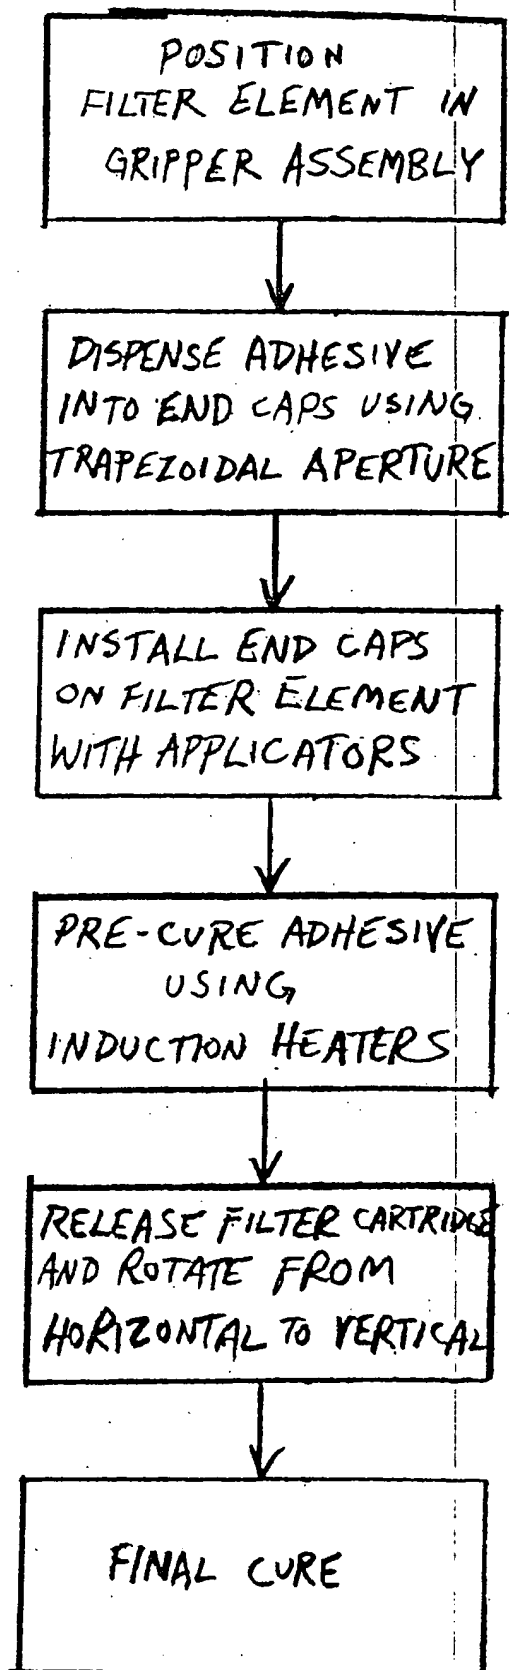 POSITION
FILTER ELEMENT IN
GRIPPER ASSEMBLY
DISPENSE ADHESIVE
INTO END CAPS USING
TRAPEZOIDAL APERTURE
INSTALL END CAPS
ON FILTER ELEMENT
WITH APPLICATORS
PRE-CURE ADHESIVE
USING
INDUCTION HEATERS
RELEASE FILTER CARTRIDGE
AND ROTATE FROM
HORIZONTAL TO VERTICAL
FINAL CURE